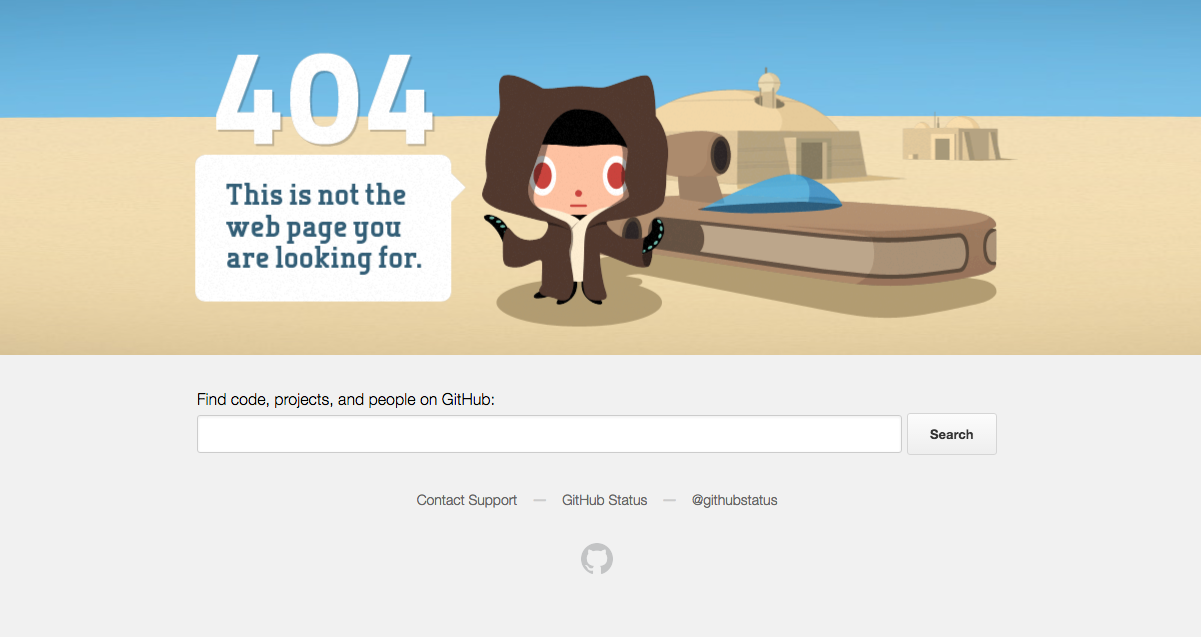 404
This is not the
web page you
are looking for.
Find code, projects, and people on GitHub:
Search
Contact Support — GitHub Status — @githubstatus